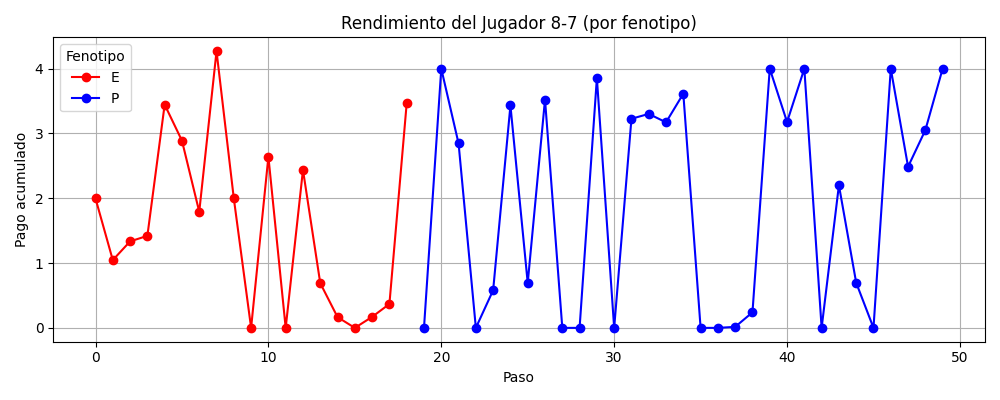 Rendimiento del Jugador 8-7 (por fenotipo)
Fenotipo
E
P
Pago acumulado
4
3
2
1
0
0 10 20 30 40 50
Paso